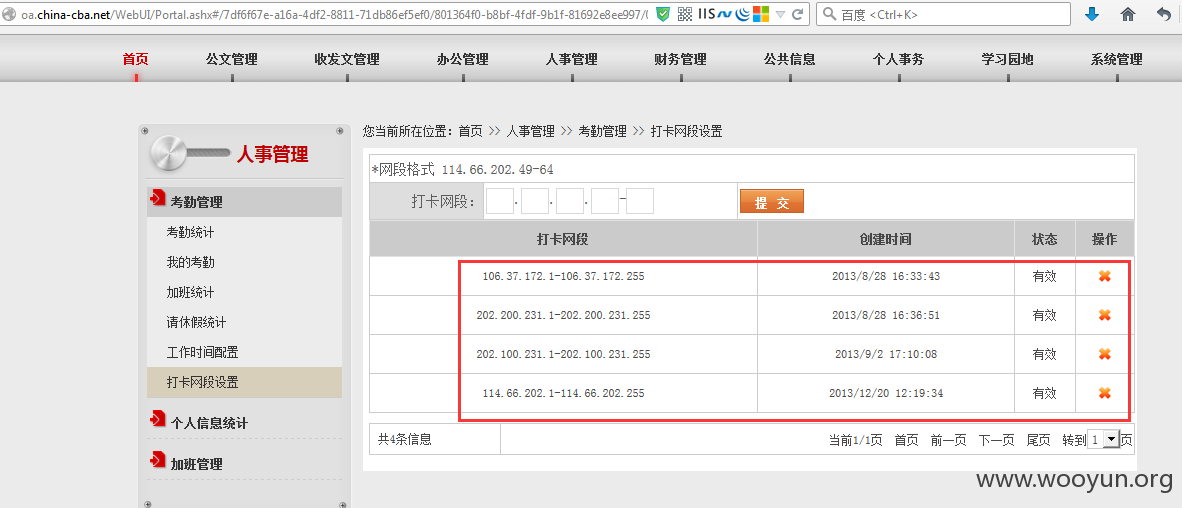 oa.china-cba.net/WebUI/Portal.ashx#/7df6f67e-a16a-4df2-8811-71db86ef5ef0/801364f0-b8bf-4fdf-9b1f-81692e8ee997/ IIS 百度 <Ctrl+K>
首页 公文管理 收发文管理 办公管理 人事管理 财务管理 公共信息 个人事务 学习园地 系统管理
人事管理
考勤管理
考勤统计
我的考勤
加班统计
请休假统计
工作时间配置
打卡网段设置
个人信息统计
加班管理
您当前所在位置: 首页 >> 人事管理 >> 考勤管理 >> 打卡网段设置
*网段格式 114.66.202.49-64
打卡网段: . . . - 提 交
打卡网段 创建时间 状态 操作
106.37.172.1-106.37.172.255 2013/8/28 16:33:43 有效
202.200.231.1-202.200.231.255 2013/8/28 16:36:51 有效
202.100.231.1-202.100.231.255 2013/9/2 17:10:08 有效
114.66.202.1-114.66.202.255 2013/12/20 12:19:34 有效
共4条信息 当前1/1页 首页 前一页 下一页 尾页 转到 1 页
www.wooyun.org